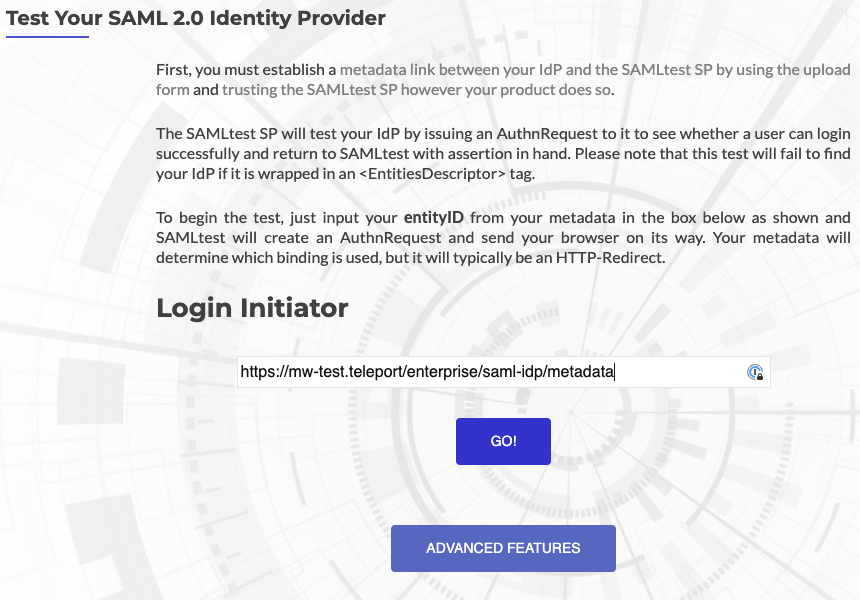 Test Your SAML 2.0 Identity Provider
First, you must establish a metadata link between your IdP and the SAMLtest SP by using the upload
form and trusting the SAMLtest SP however your product does so.
The SAMLtest SP will test your IdP by issuing an AuthnRequest to it to see whether a user can login
successfully and return to SAMLtest with assertion in hand. Please note that this test will fail to find
your IdP if it is wrapped in an <EntitiesDescriptor> tag.
To begin the test, just input your entityID from your metadata in the box below as shown and
SAMLtest will create an AuthnRequest and send your browser on its way. Your metadata will
determine which binding is used, but it will typically be an HTTP-Redirect.
Login Initiator
https://mw-test.teleport/enterprise/saml-idp/metadata
GO!
ADVANCED FEATURES